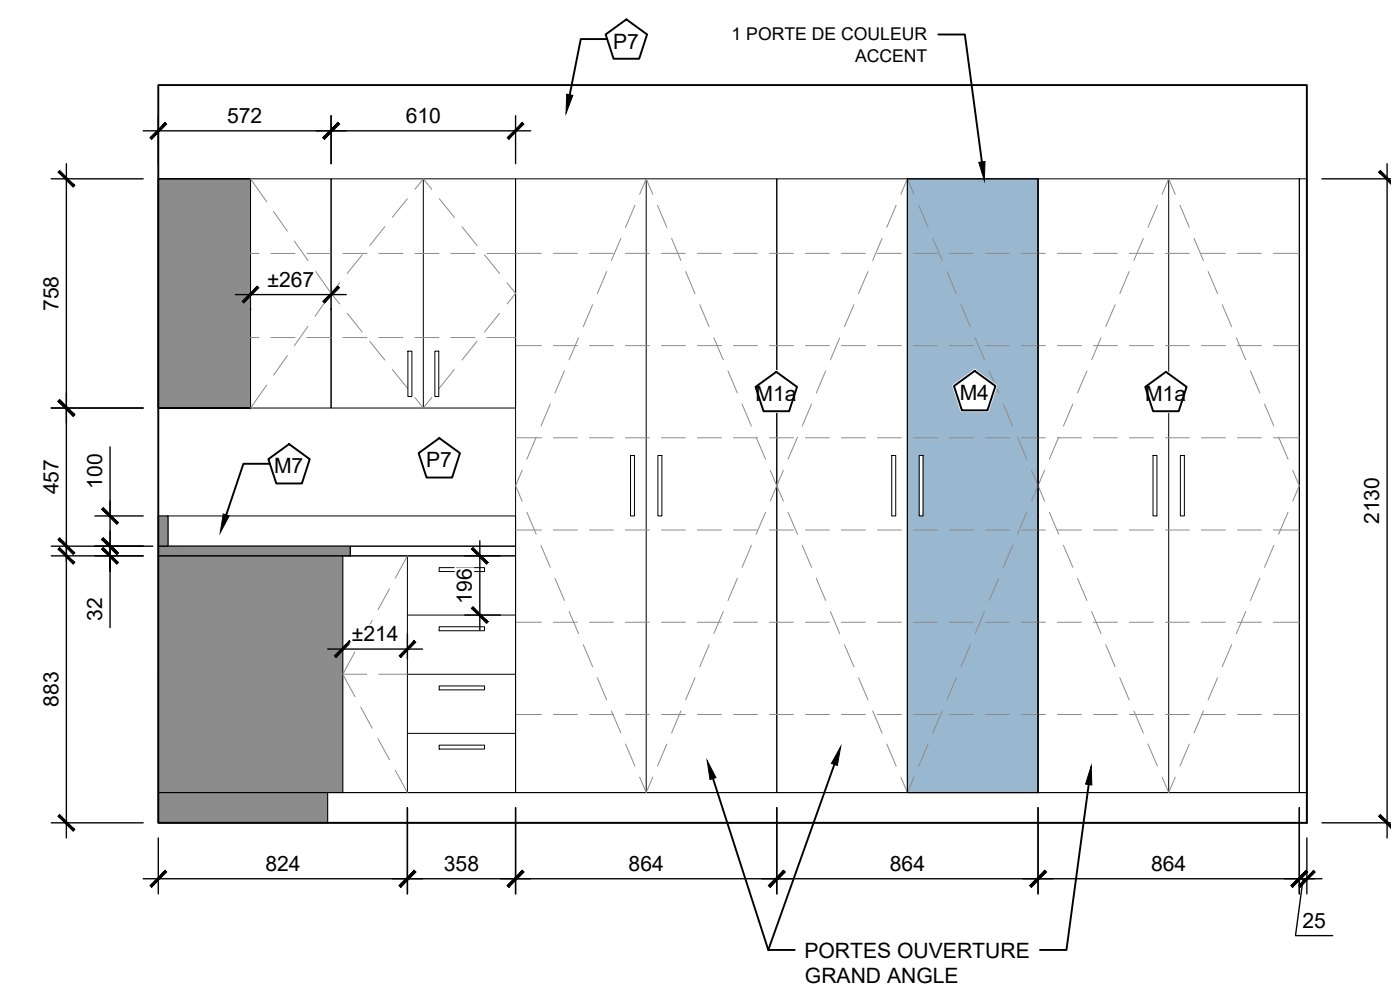 P7
1 PORTE DE COULEUR
ACCENT
572
610
758
±267
M1a
M4
M1a
457
100
M7
P7
2130
32
196
±214
883
824
358
864
864
864
25
PORTES OUVERTURE
GRAND ANGLE